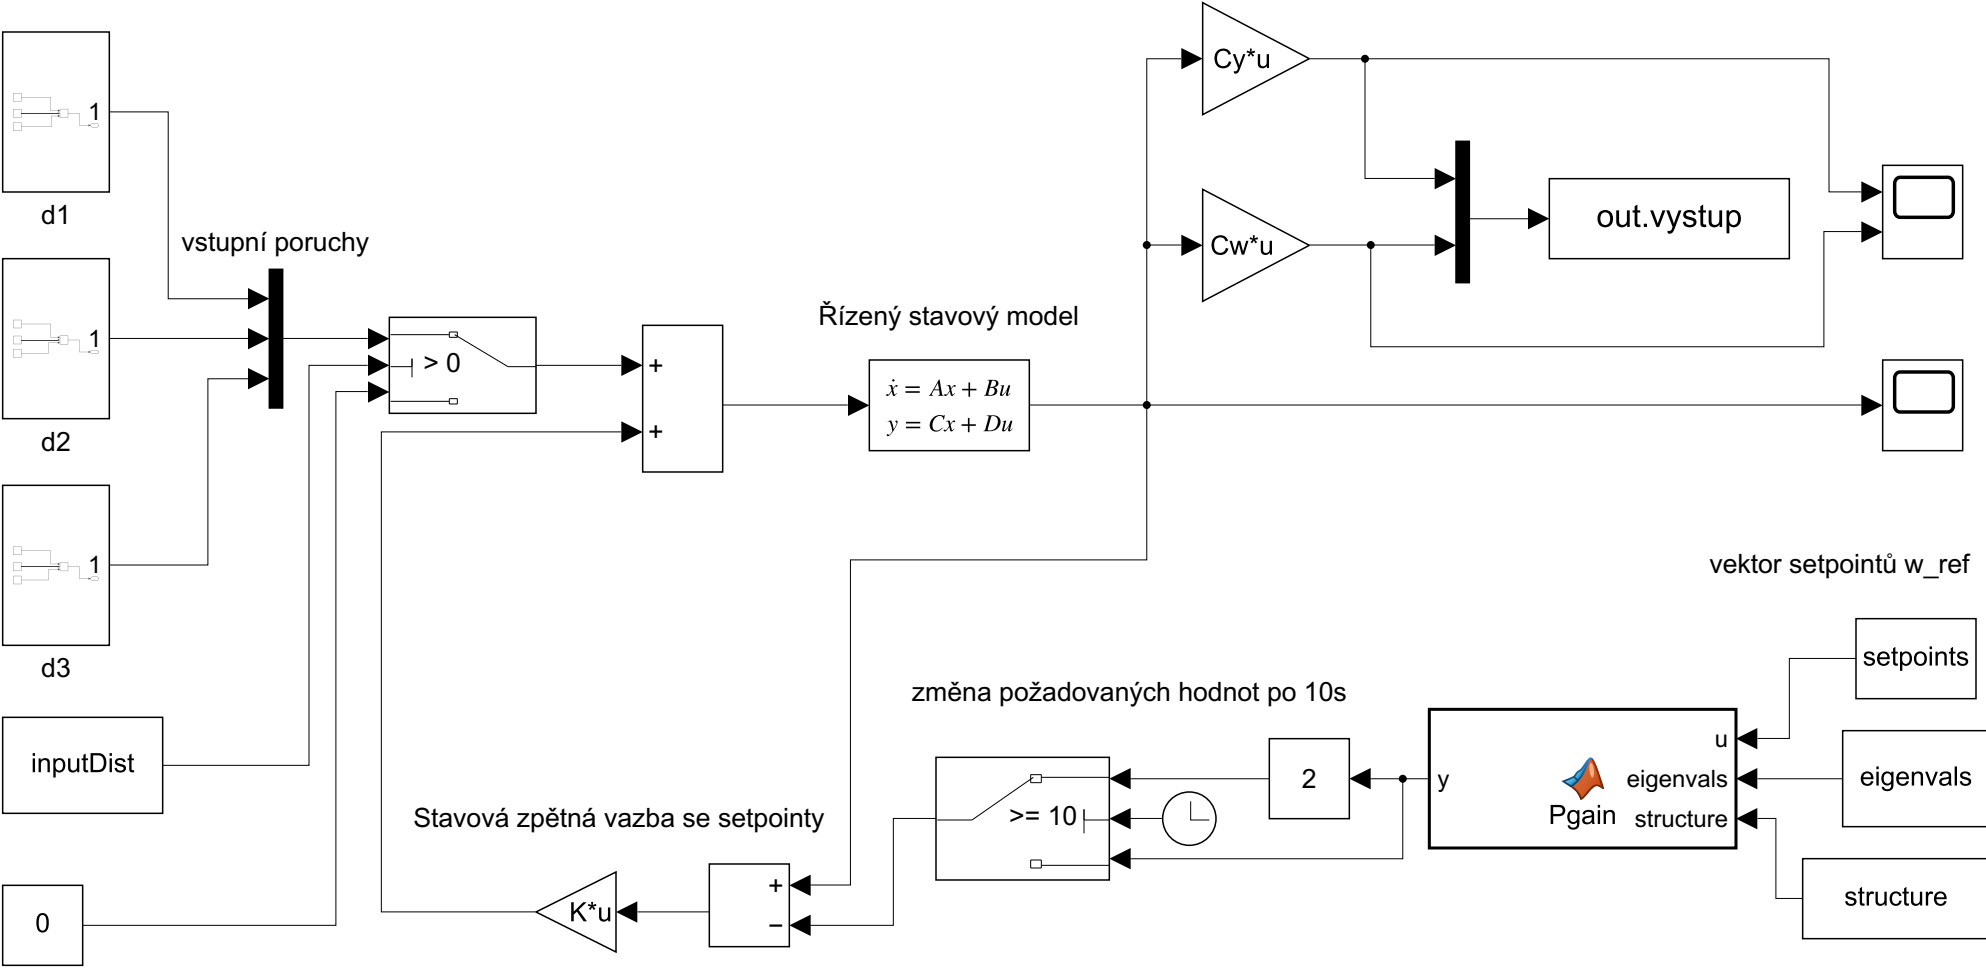 Cy*u
1
d1
vstupní poruchy
out.vystup
Cw*u
Řízený stavový model
1
> 0
+
ẋ = Ax + Bu
y = Cx + Du
+
d2
1
vektor setpointů w_ref
d3
setpoints
změna požadovaných hodnot po 10s
inputDist
u
2
y
eigenvals
eigenvals
Pgain
structure
>= 10
Stavová zpětná vazba se setpointy
+
structure
K*u
−
0